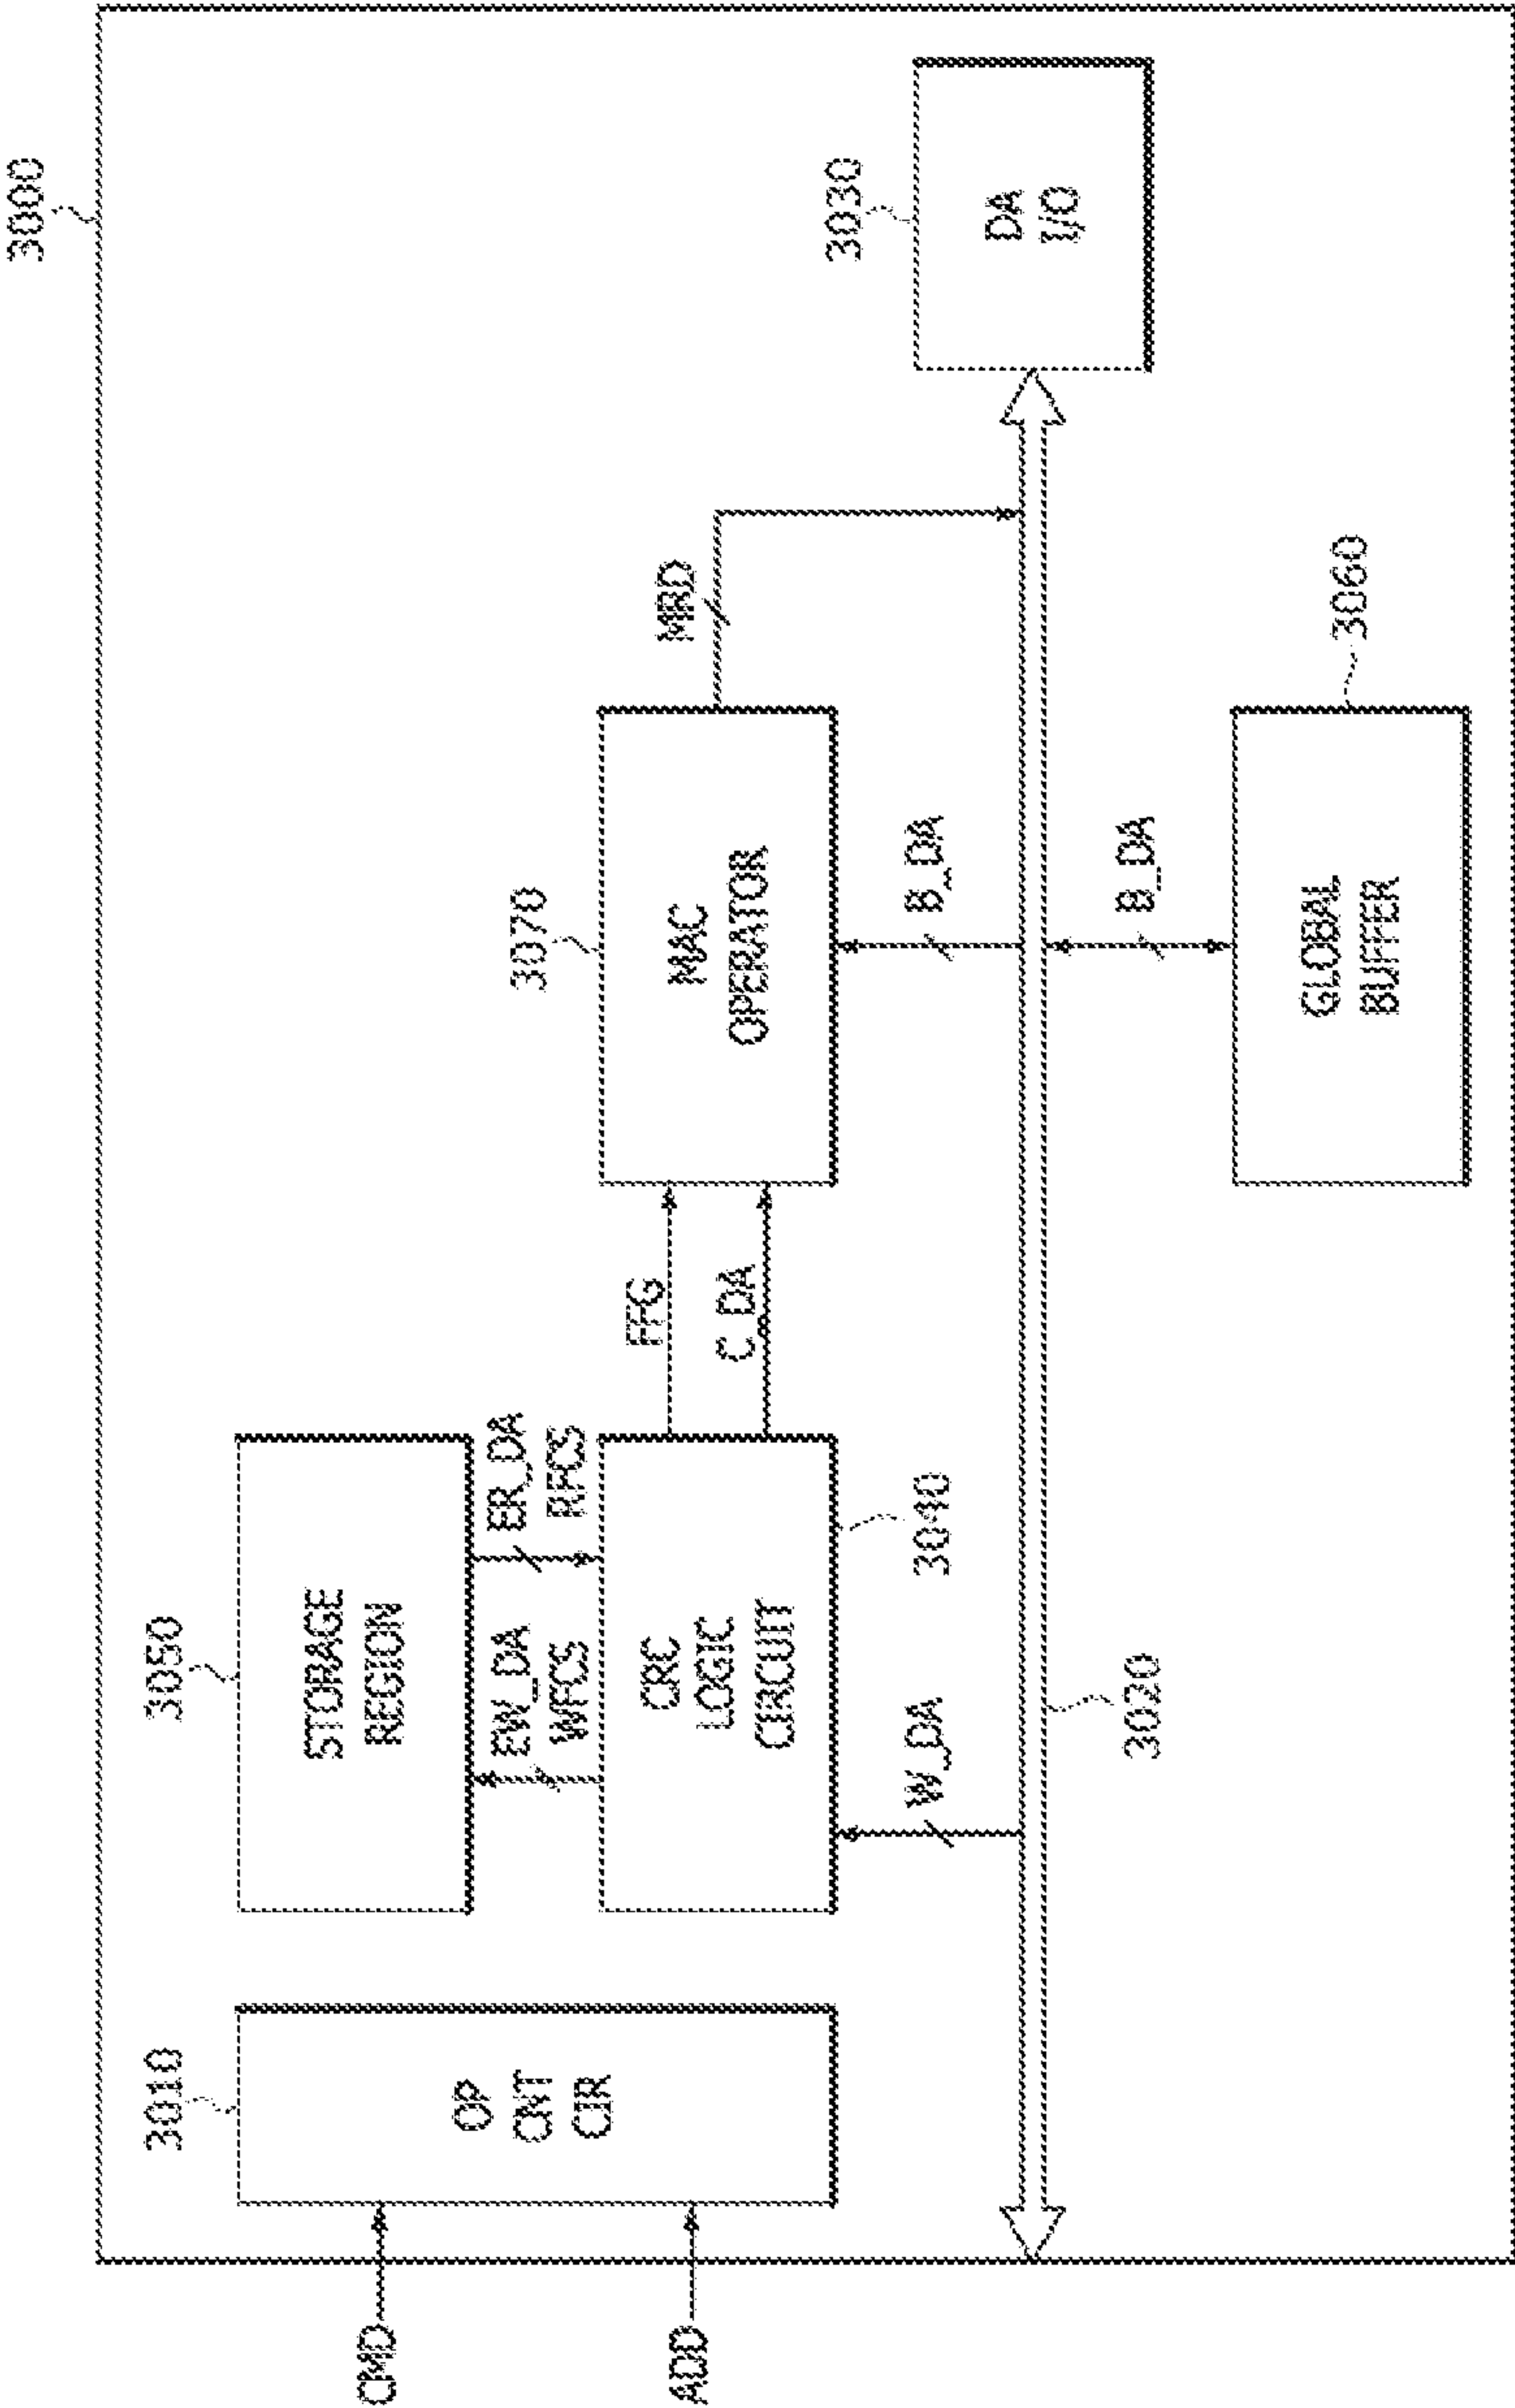 3000
3010
OP
CNT
CIR
CMD
ADD
3050
STORAGE
REGION
EW_DA
WFCS
ER_DA
RFCS
CRC
LOGIC
CIRCUIT
3040
FFG
C_DA
W_DA
3070
MAC
OPERATOR
MRD
B_DA
3020
B_DA
GLOBAL
BUFFER
3060
3030
DA
I/O